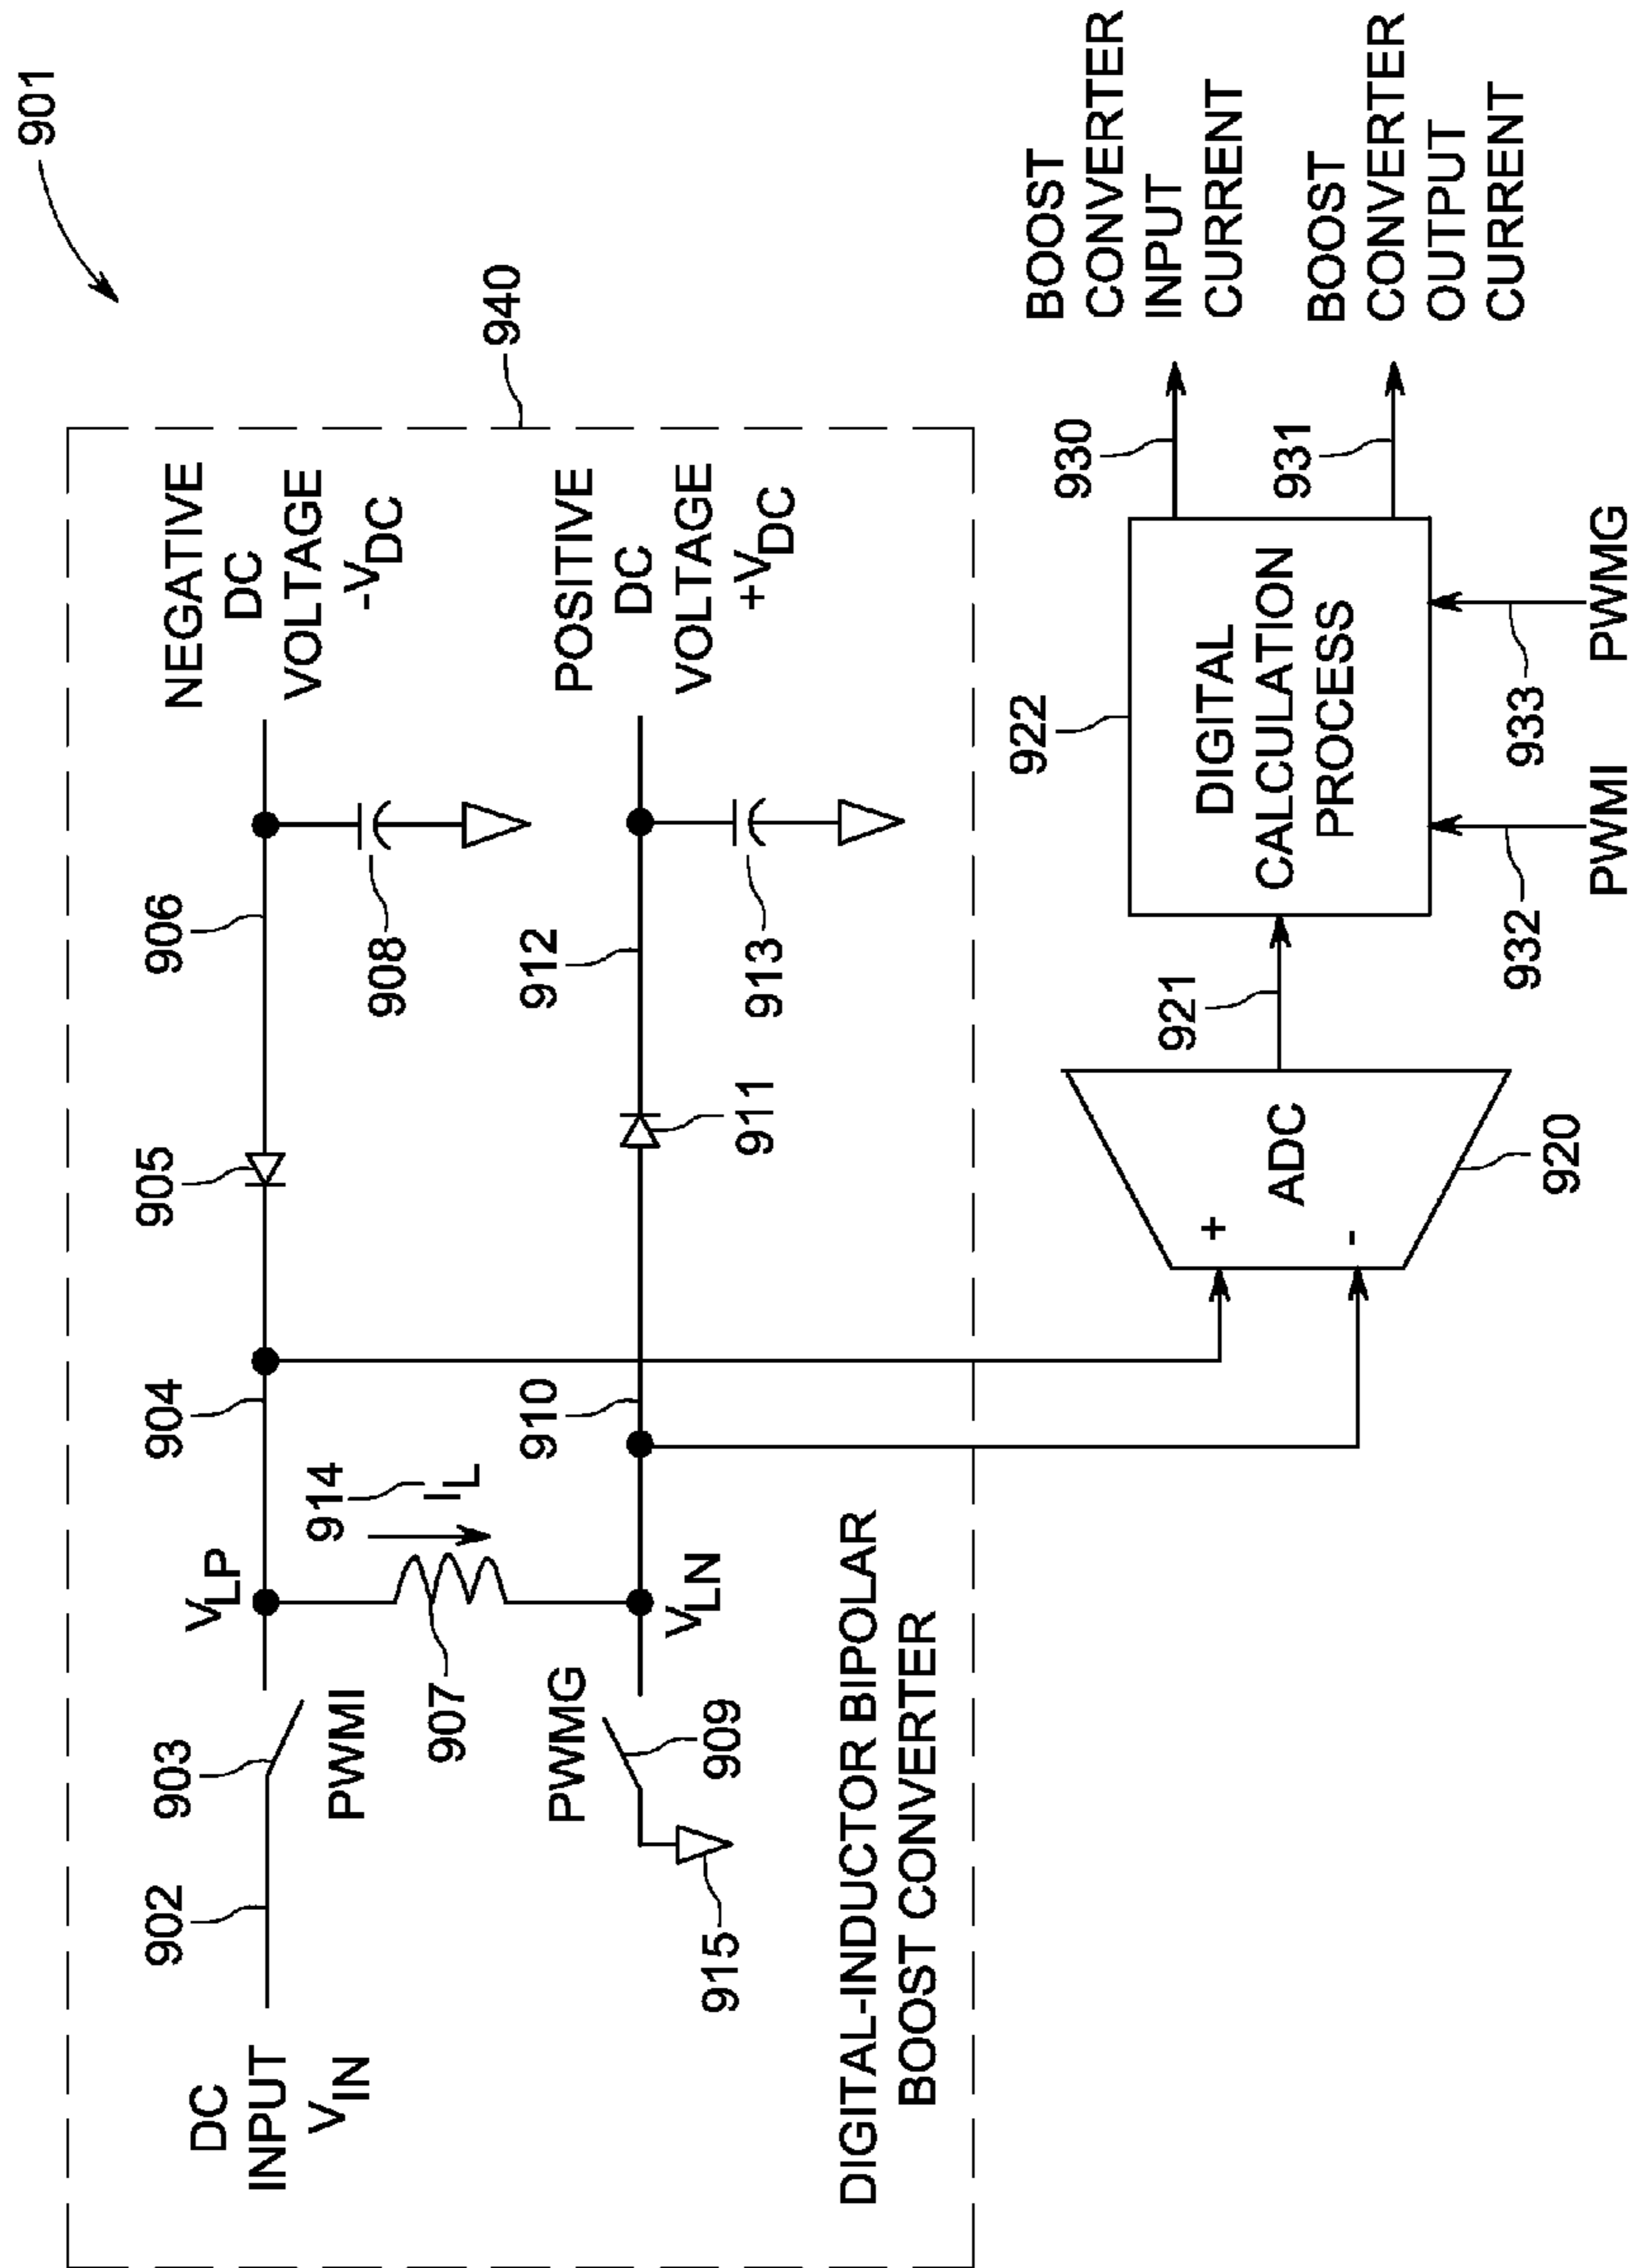 901
940
NEGATIVE
DC
VOLTAGE
-VDC
906
905
904
VLP
903
902
DC
INPUT
VIN
PWMI
914
IL
907
908
POSITIVE
DC
VOLTAGE
+VDC
912
913
911
910
VLN
PWMG
909
915
DIGITAL-INDUCTOR BIPOLAR
BOOST CONVERTER
+
-
ADC
920
921
922
DIGITAL
CALCULATION
PROCESS
930
BOOST
CONVERTER
INPUT
CURRENT
931
BOOST
CONVERTER
OUTPUT
CURRENT
932
PWMI
933
PWMG